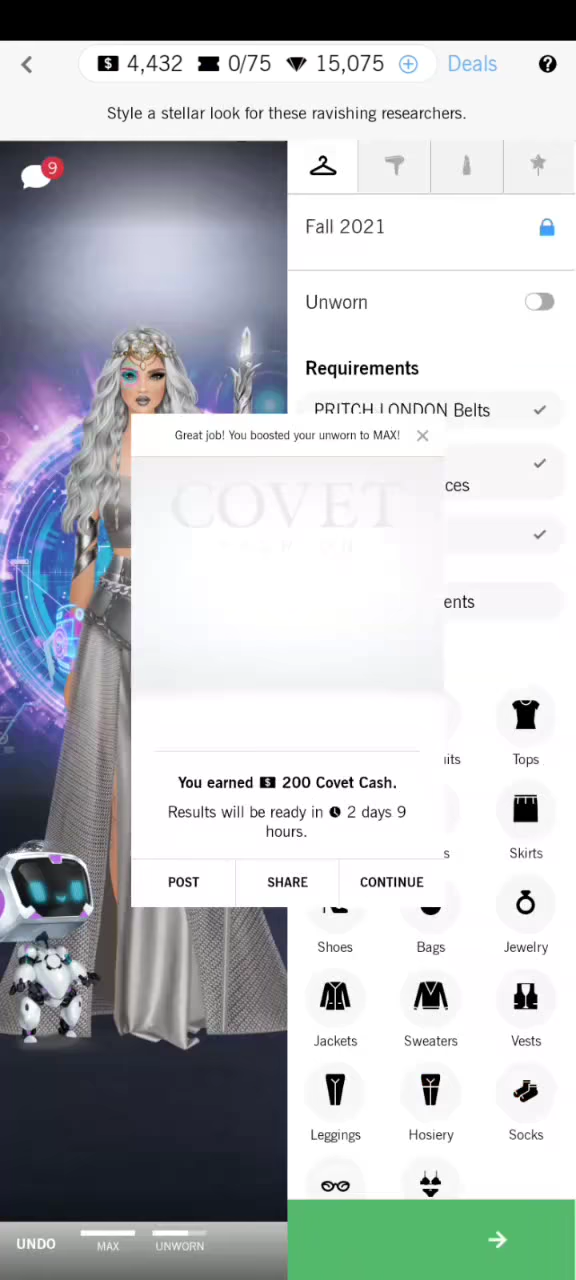 4,432
0/75
15,075
Deals
Style a stellar look for these ravishing researchers.
9
Fall 2021
Unworn
Requirements
PRITCH LONDON Belts
ces
ents
Great job! You boosted your unworn to MAX!
COVET
You earned 200 Covet Cash.
Results will be ready in 2 days 9
hours.
POST
SHARE
CONTINUE
uits
Tops
s
Skirts
Shoes
Bags
Jewelry
Jackets
Sweaters
Vests
Leggings
Hosiery
Socks
UNDO
MAX
UNWORN